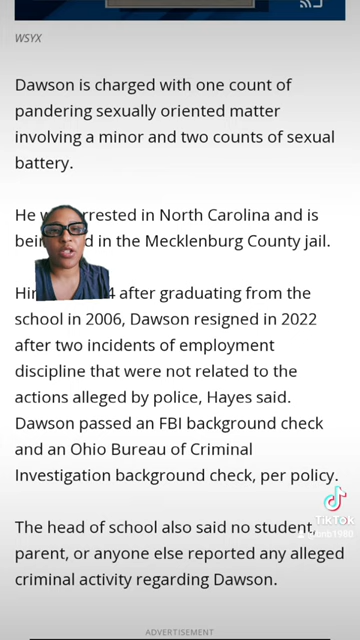 WSYX
Dawson is charged with one count of
pandering sexually oriented matter
involving a minor and two counts of sexual
battery.
He rrested in North Carolina and is
bein d in the Mecklenburg County jail.
4 after graduating from the
school in 2006, Dawson resigned in 2022
after two incidents of employment
discipline that were not related to the
actions alleged by police, Hayes said.
Dawson passed an FBI background check
and an Ohio Bureau of Criminal
Investigation background check, per policy.
The head of school also said no student,
parent, or anyone else reported any alleged
criminal activity regarding Dawson.
TikTok
ADVERTISEMENT